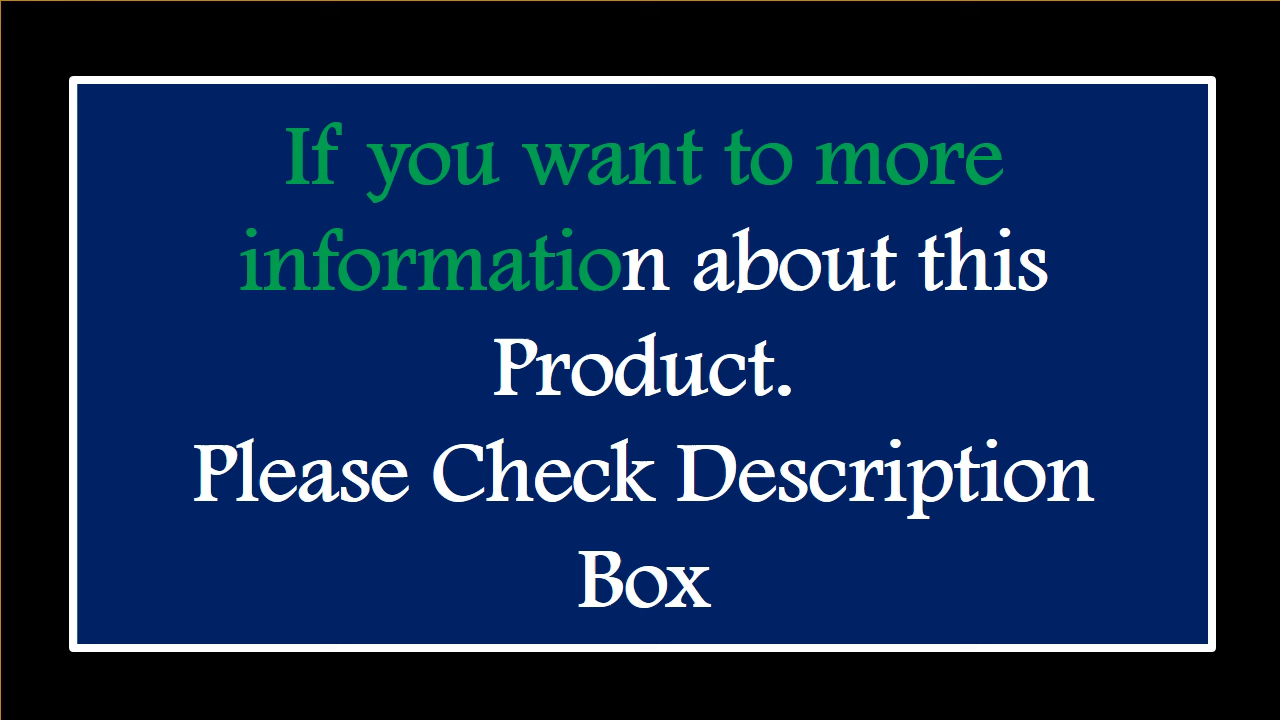 If you want to more
information about this
Product.
Please Check Description
Box